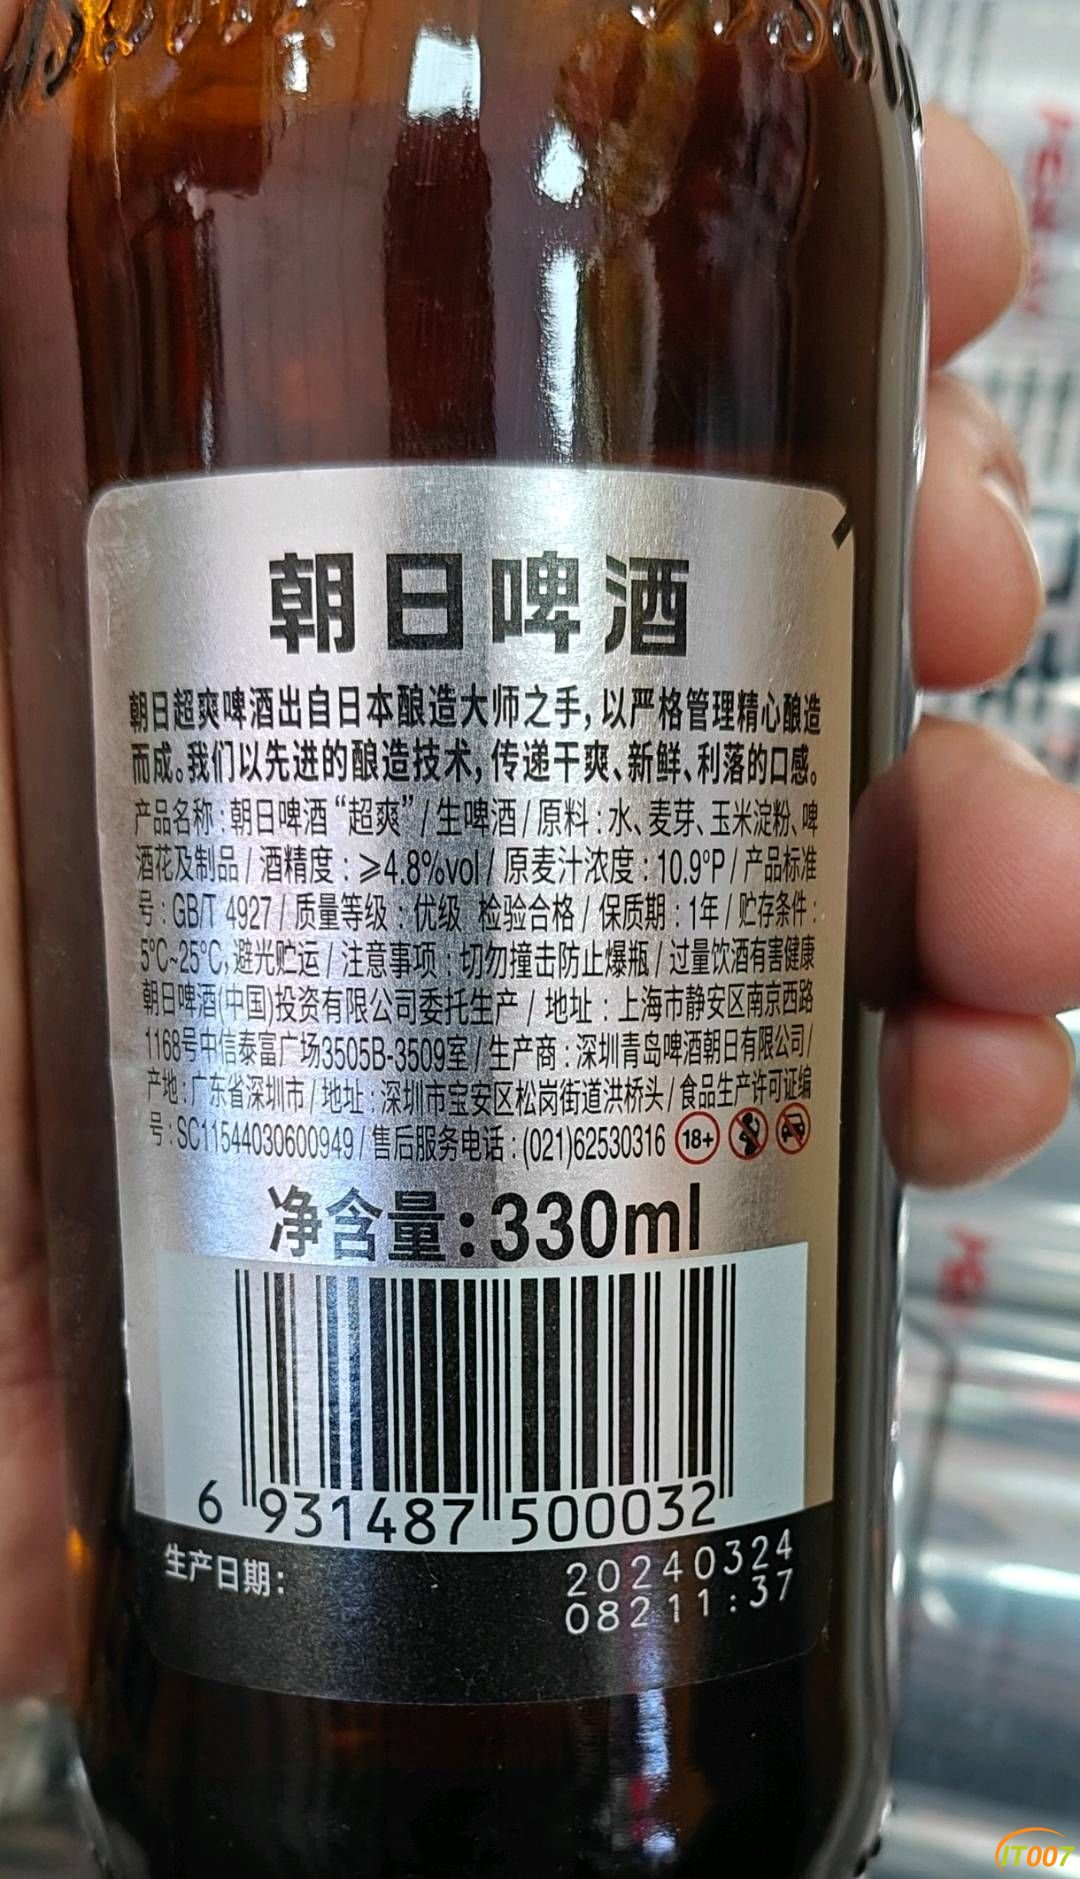 朝日啤酒
朝日超爽啤酒出自日本酿造大师之手，以严格管理精心酿造
而成。我们以先进的酿造技术，传递干爽、新鲜、利落的口感。
产品名称：朝日啤酒“超爽”/生啤酒/原料：水、麦芽、玉米淀粉、啤
酒花及制品/酒精度：≥4.8%vol/原麦汁浓度：10.9°P/产品标准
号：GB/T 4927/质量等级：优级 检验合格/保质期：1年/贮存条件：
5°C~25°C，避光贮运/注意事项：切勿撞击防止爆瓶/过量饮酒有害健康
朝日啤酒(中国)投资有限公司委托生产/地址：上海市静安区南京西路
1168号中信泰富广场3505B-3509室/生产商：深圳青岛啤酒朝日有限公司/
产地：广东省深圳市/地址：深圳市宝安区松岗街道洪桥头/食品生产许可证编
号：SC11544030600949/售后服务电话：(021)62530316 18+
净含量：330ml
6 931487 500032
生产日期：
20240324
08211:37
IT007